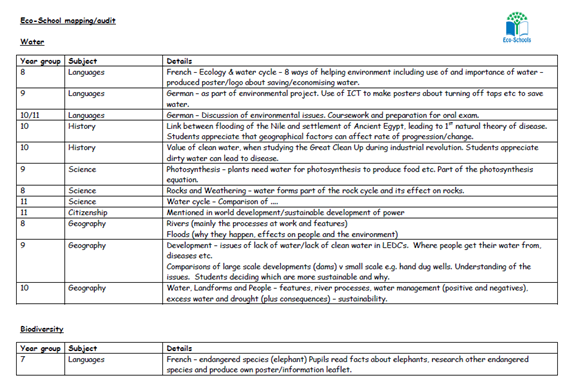 Eco-School mapping/audit
Eco-Schools
Water
Year group Subject Details
8 Languages French – Ecology & water cycle – 8 ways of helping environment including use of and importance of water –
produced poster/logo about saving/economising water.
9 Languages German – as part of environmental project. Use of ICT to make posters about turning off taps etc to save
water.
10/11 Languages German – Discussion of environmental issues. Coursework and preparation for oral exam.
10 History Link between flooding of the Nile and settlement of Ancient Egypt, leading to 1st natural theory of disease.
Students appreciate that geographical factors can affect rate of progression/change.
10 History Value of clean water, when studying the Great Clean Up during industrial revolution. Students appreciate
dirty water can lead to disease.
9 Science Photosynthesis – plants need water for photosynthesis to produce food etc. Part of the photosynthesis
equation.
8 Science Rocks and Weathering – water forms part of the rock cycle and its effect on rocks.
11 Science Water cycle – Comparison of ....
11 Citizenship Mentioned in world development/sustainable development of power
8 Geography Rivers (mainly the processes at work and features)
Floods (why they happen, effects on people and the environment)
9 Geography Development – issues of lack of water/lack of clean water in LEDC's. Where people get their water from,
diseases etc.
Comparisons of large scale developments (dams) v small scale e.g. hand dug wells. Understanding of the
issues. Students deciding which are more sustainable and why.
10 Geography Water, Landforms and People – features, river processes, water management (positive and negatives),
excess water and drought (plus consequences) – sustainability.
Biodiversity
Year group Subject Details
7 Languages French – endangered species (elephant) Pupils read facts about elephants, research other endangered
species and produce own poster/information leaflet.